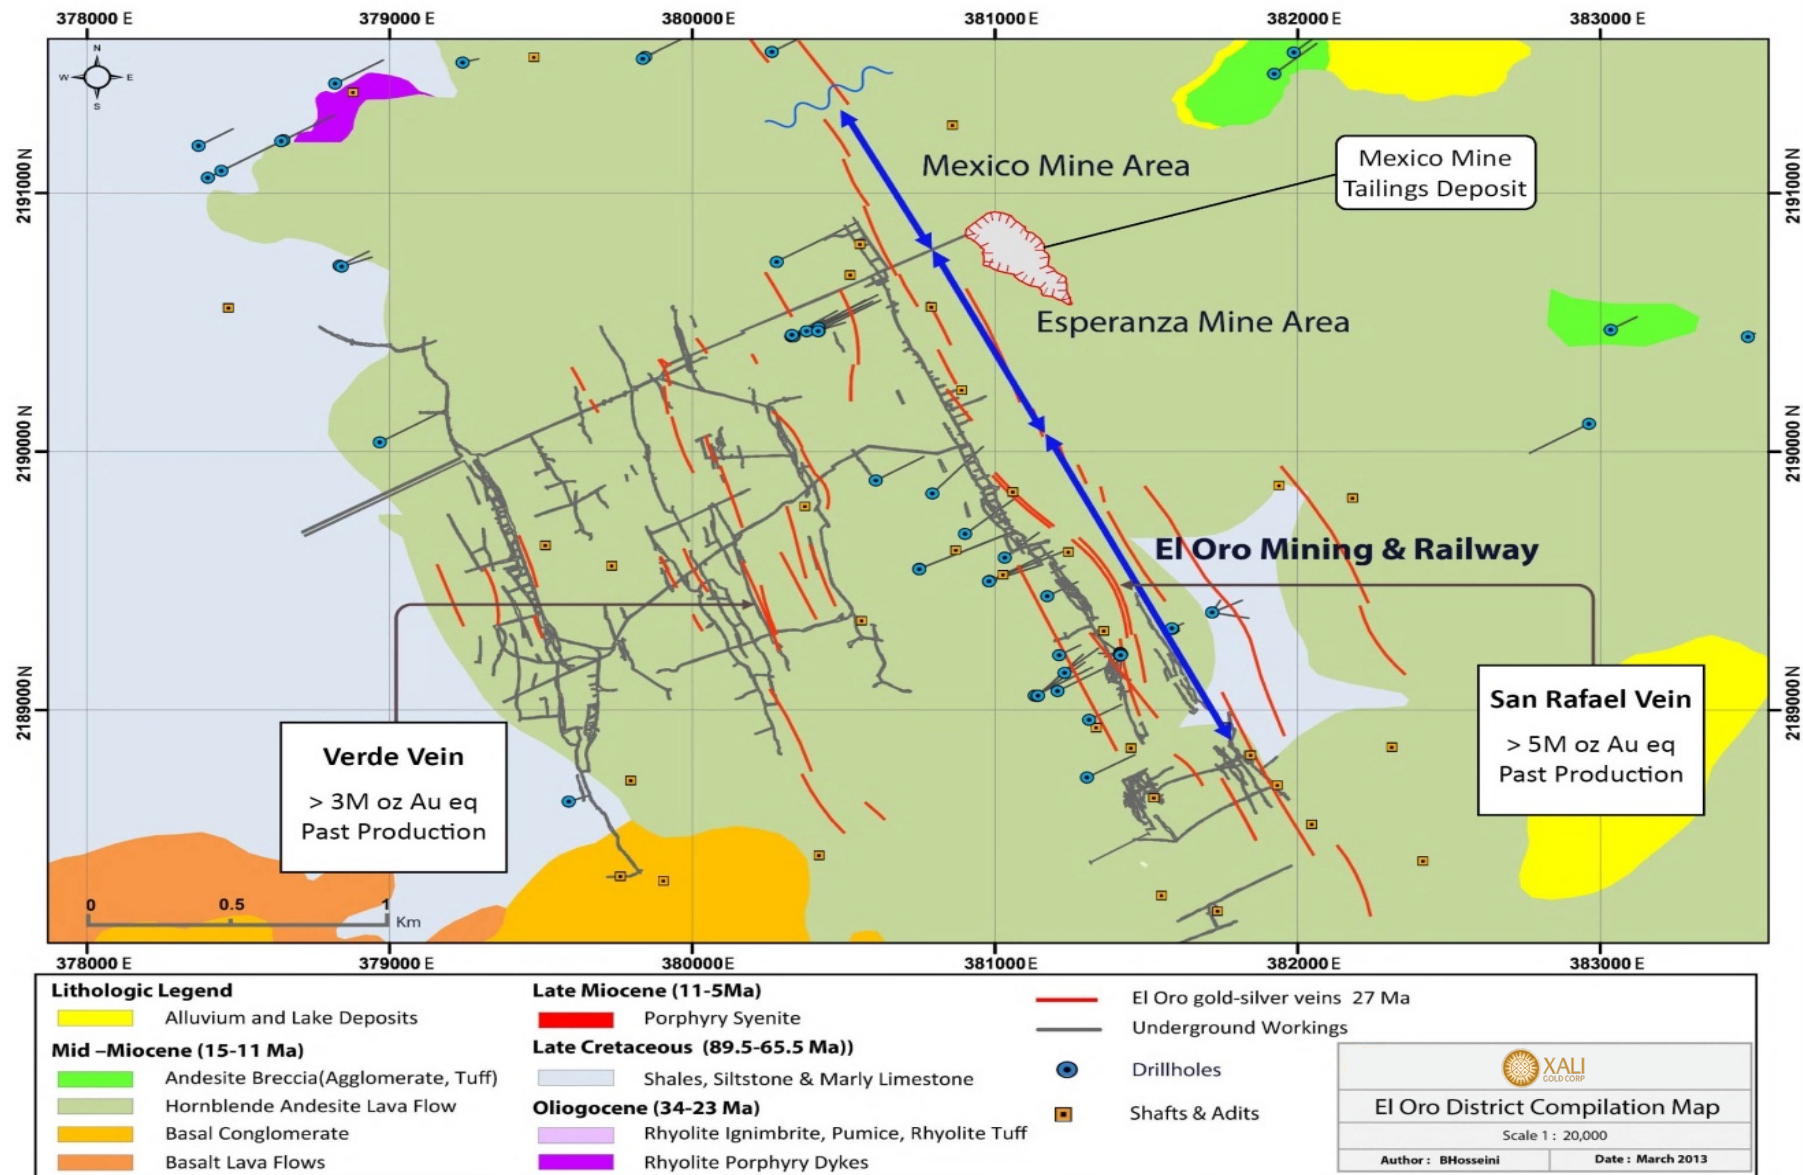 378000 E
379000 E
380000 E
381000 E
382000 E
383000 E
N
W
E
S
2191000 N
2190000 N
2189000 N
2191000 N
2190000 N
2189000 N
Mexico Mine Area
Mexico Mine
Tailings Deposit
Esperanza Mine Area
El Oro Mining & Railway
Verde Vein
> 3M oz Au eq
Past Production
San Rafael Vein
> 5M oz Au eq
Past Production
0
0.5
1
Km
378000 E
379000 E
380000 E
381000 E
382000 E
383000 E
Lithologic Legend
Alluvium and Lake Deposits
Mid –Miocene (15-11 Ma)
Andesite Breccia(Agglomerate, Tuff)
Hornblende Andesite Lava Flow
Basal Conglomerate
Basalt Lava Flows
Late Miocene (11-5Ma)
Porphyry Syenite
Late Cretaceous (89.5-65.5 Ma))
Shales, Siltstone & Marly Limestone
Oliogocene (34-23 Ma)
Rhyolite Ignimbrite, Pumice, Rhyolite Tuff
Rhyolite Porphyry Dykes
El Oro gold-silver veins 27 Ma
Underground Workings
Drillholes
Shafts & Adits
XALI
GOLD CORP
El Oro District Compilation Map
Scale 1 : 20,000
Author : BHosseini
Date : March 2013